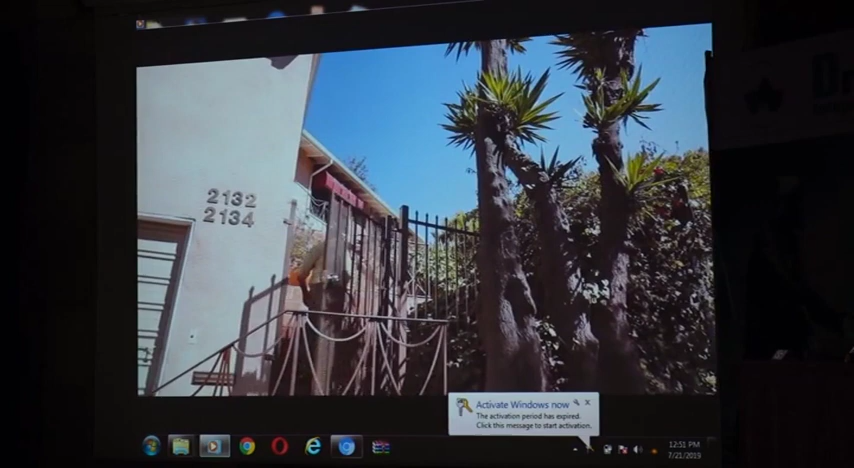 2132
2134
Activate Windows now
The activation period has expired.
Click this message to start activation.
12:51 PM
7/21/2019